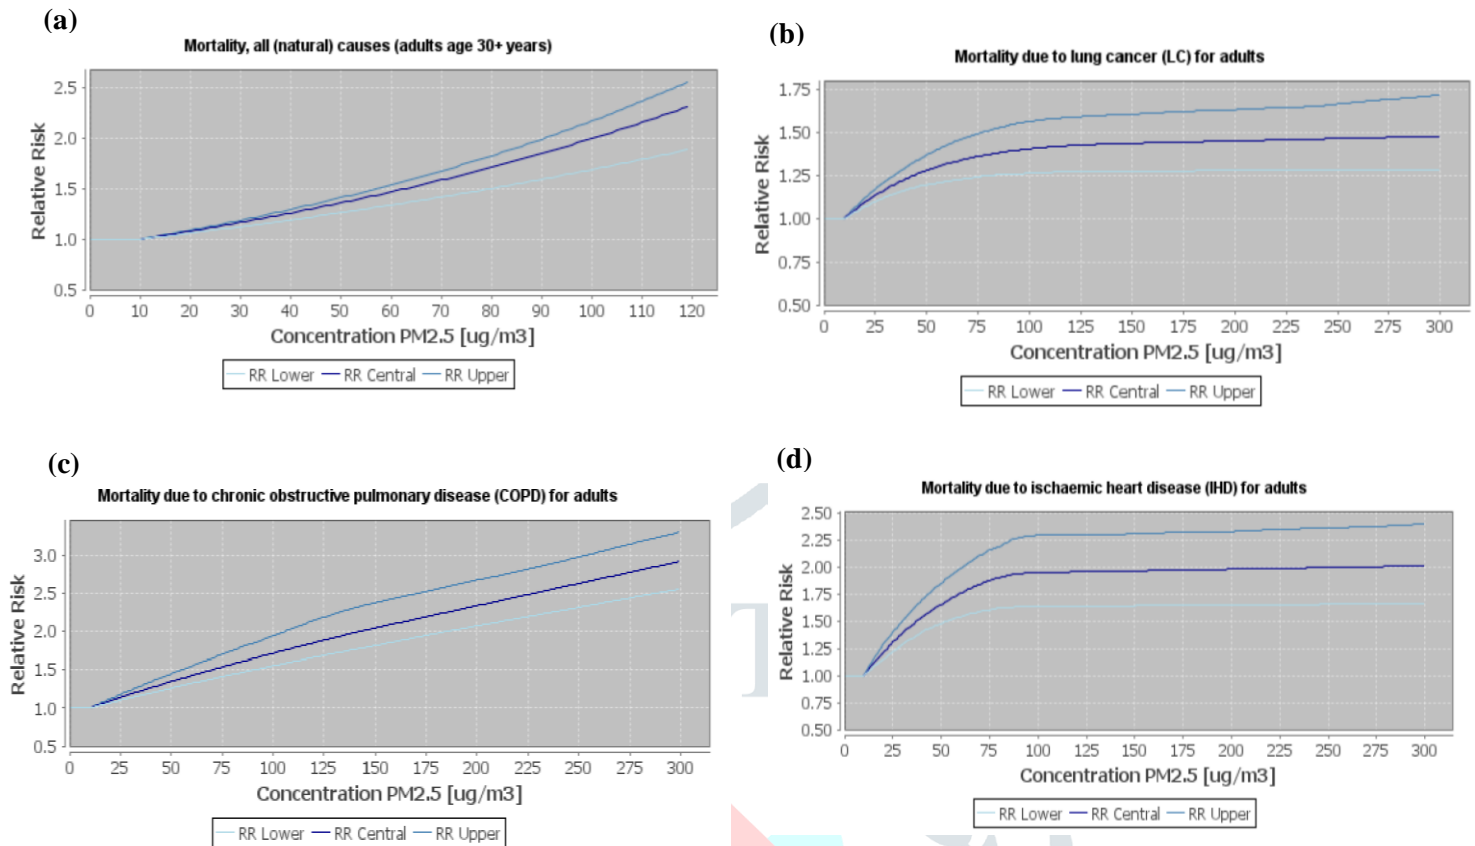 (a)
Mortality, all (natural) causes (adults age 30+ years)
Relative Risk
2.5
2.0
1.5
1.0
0.5
0 10 20 30 40 50 60 70 80 90 100 110 120
Concentration PM2.5 [ug/m3]
RR Lower RR Central RR Upper
(b)
Mortality due to lung cancer (LC) for adults
Relative Risk
1.75
1.50
1.25
1.00
0.75
0.50
0 25 50 75 100 125 150 175 200 225 250 275 300
Concentration PM2.5 [ug/m3]
RR Lower RR Central RR Upper
(c)
Mortality due to chronic obstructive pulmonary disease (COPD) for adults
Relative Risk
3.0
2.5
2.0
1.5
1.0
0.5
0 25 50 75 100 125 150 175 200 225 250 275 300
Concentration PM2.5 [ug/m3]
RR Lower RR Central RR Upper
(d)
Mortality due to ischaemic heart disease (IHD) for adults
Relative Risk
2.50
2.25
2.00
1.75
1.50
1.25
1.00
0.75
0.50
0 25 50 75 100 125 150 175 200 225 250 275 300
Concentration PM2.5 [ug/m3]
RR Lower RR Central RR Upper